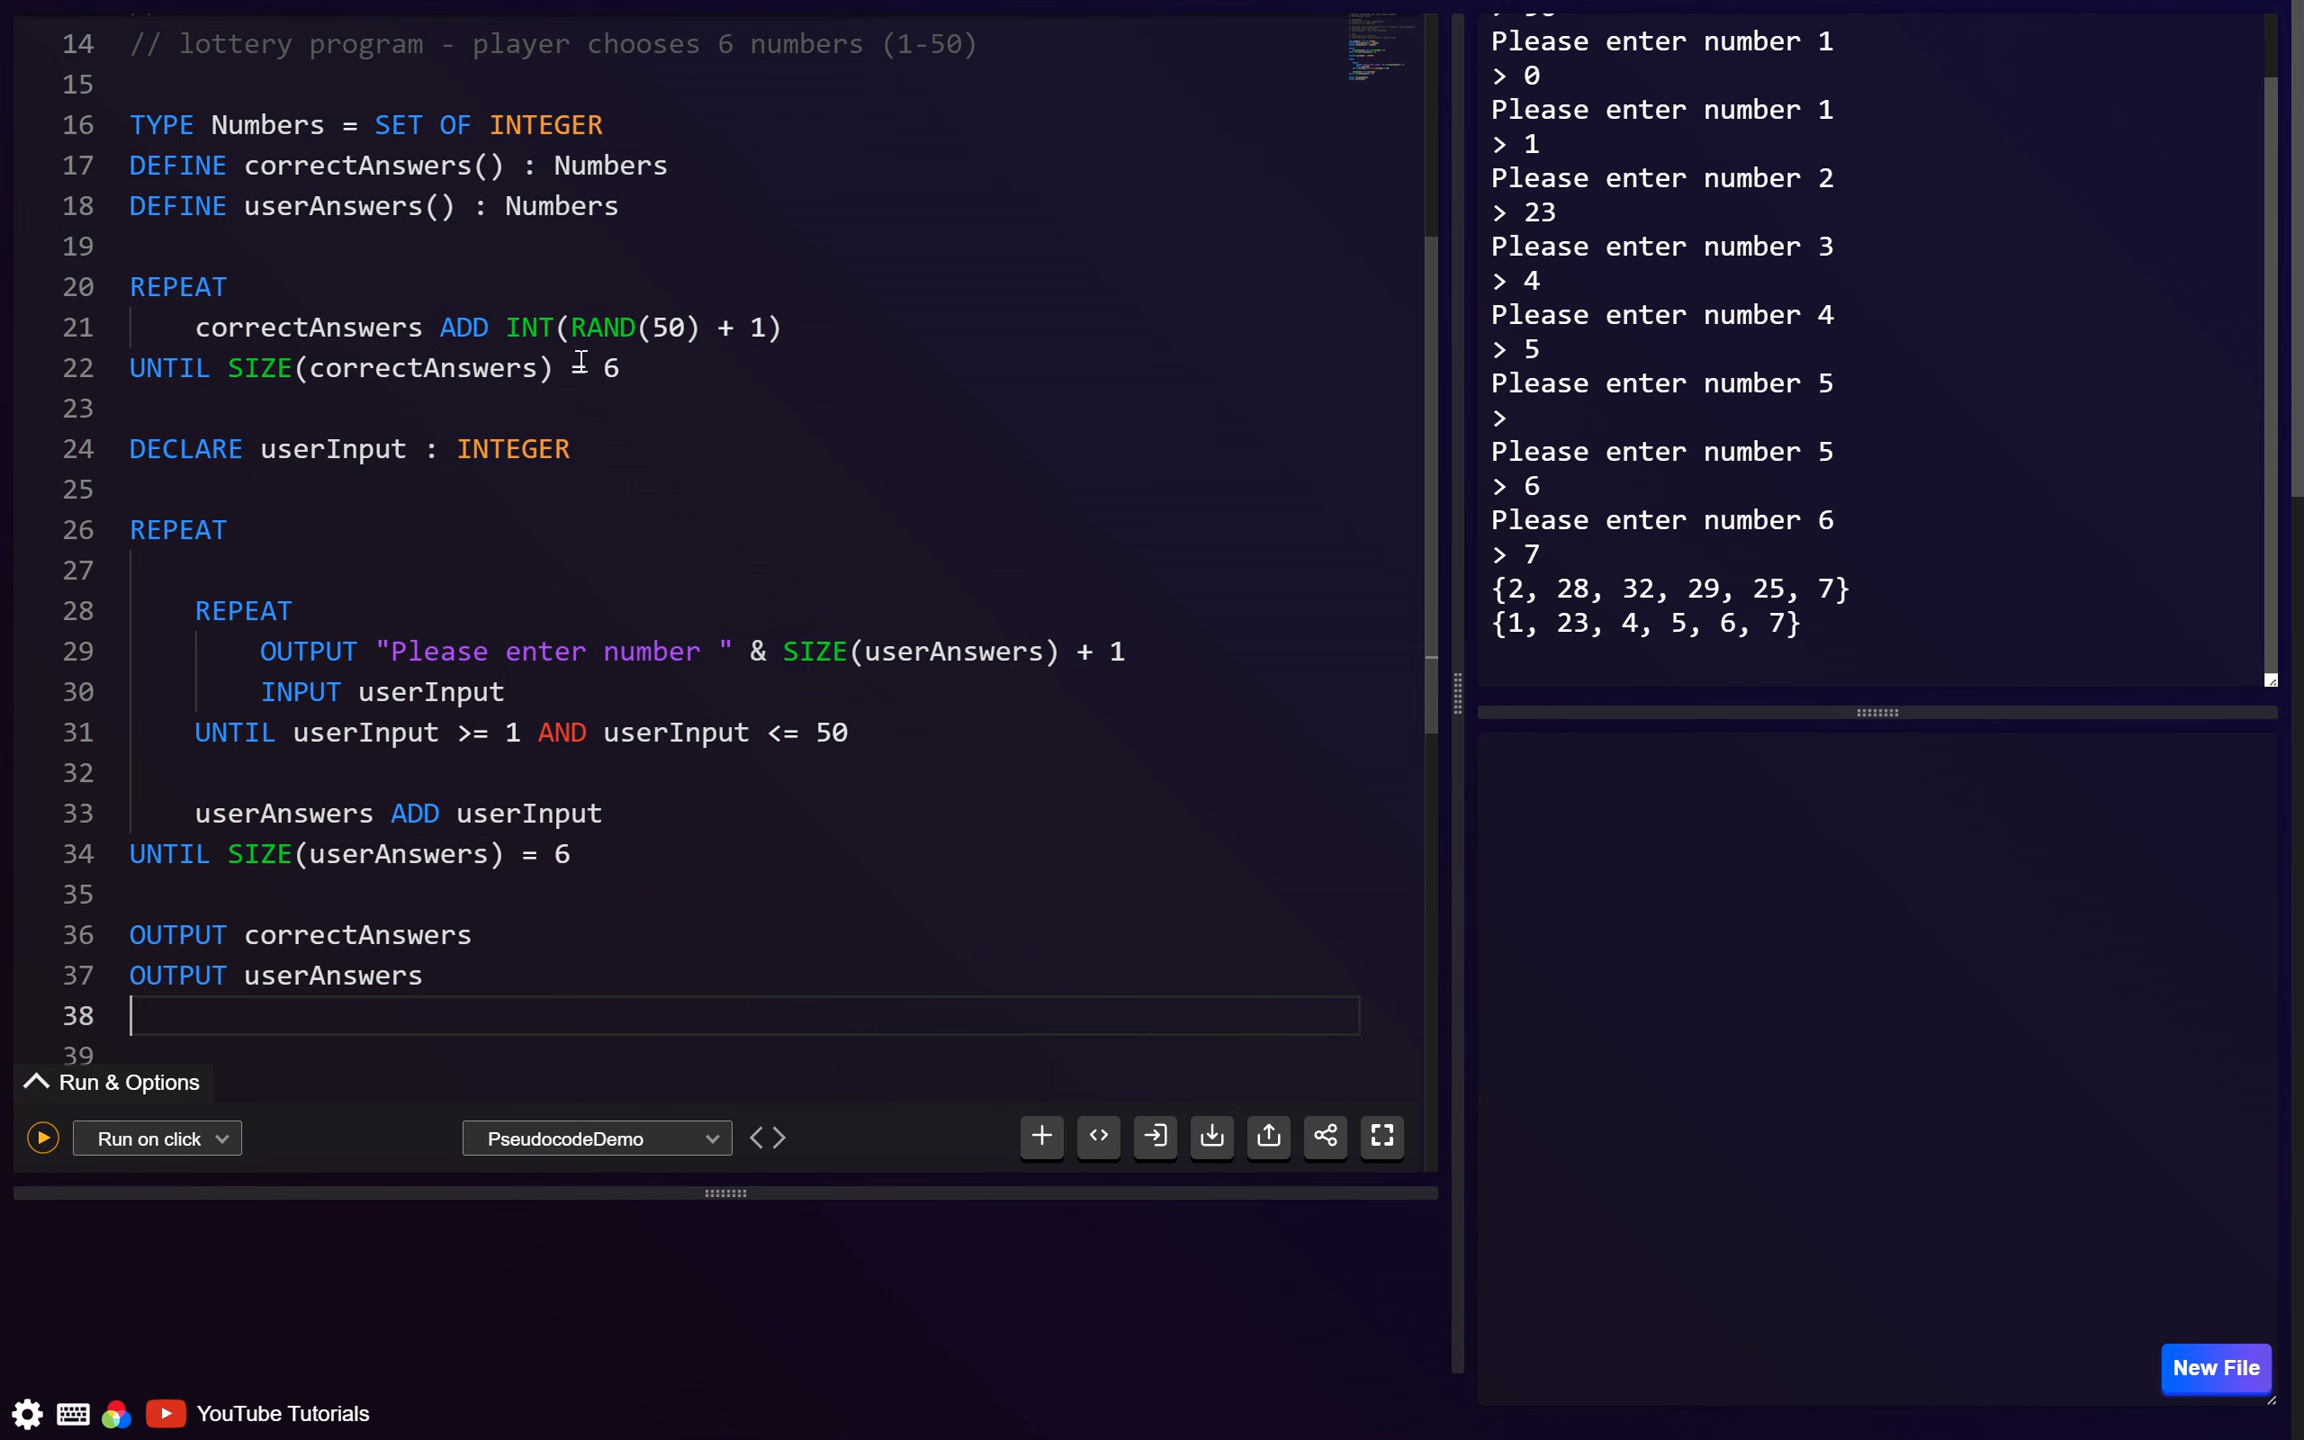 14 // lottery program - player chooses 6 numbers (1-50)
15
16 TYPE Numbers = SET OF INTEGER
17 DEFINE correctAnswers() : Numbers
18 DEFINE userAnswers() : Numbers
19
20 REPEAT
21 correctAnswers ADD INT(RAND(50) + 1)
22 UNTIL SIZE(correctAnswers) = 6
23
24 DECLARE userInput : INTEGER
25
26 REPEAT
27
28 REPEAT
29 OUTPUT "Please enter number " & SIZE(userAnswers) + 1
30 INPUT userInput
31 UNTIL userInput >= 1 AND userInput <= 50
32
33 userAnswers ADD userInput
34 UNTIL SIZE(userAnswers) = 6
35
36 OUTPUT correctAnswers
37 OUTPUT userAnswers
38
39
Run & Options
Run on click
PseudocodeDemo
YouTube Tutorials
Please enter number 1
> 0
Please enter number 1
> 1
Please enter number 2
> 23
Please enter number 3
> 4
Please enter number 4
> 5
Please enter number 5
>
Please enter number 5
> 6
Please enter number 6
> 7
{2, 28, 32, 29, 25, 7}
{1, 23, 4, 5, 6, 7}
New File